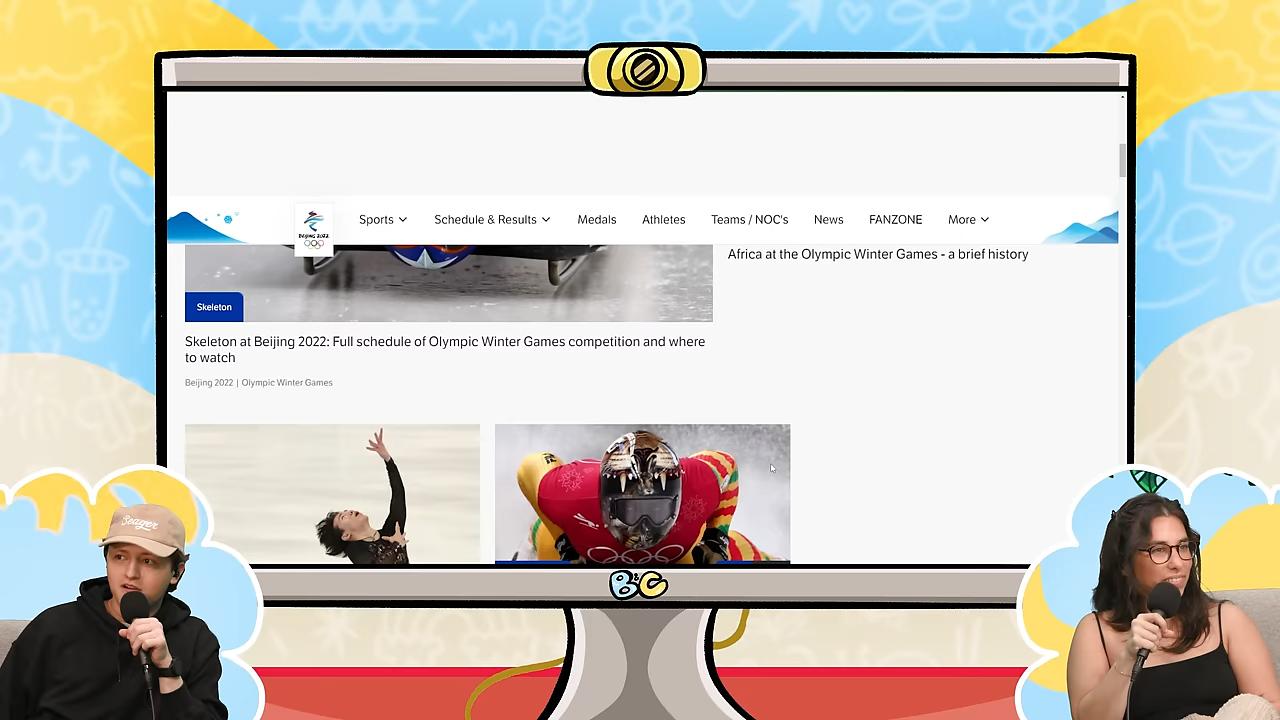 Sports
Schedule & Results
Medals
Athletes
Teams / NOC's
News
FANZONE
More
BEIJING 2022
Africa at the Olympic Winter Games - a brief history
Skeleton
Skeleton at Beijing 2022: Full schedule of Olympic Winter Games competition and where
to watch
Beijing 2022 | Olympic Winter Games
Seager
B&C